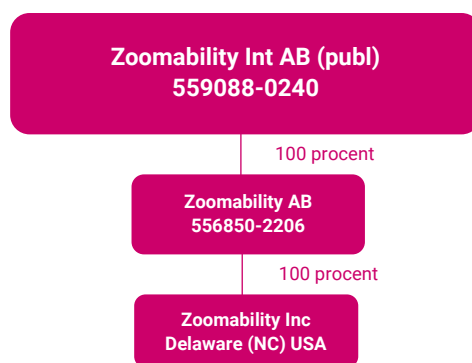 Zoomability Int AB (publ)
559088-0240
100 procent
Zoomability AB
556850-2206
100 procent
Zoomability Inc
Delaware (NC) USA